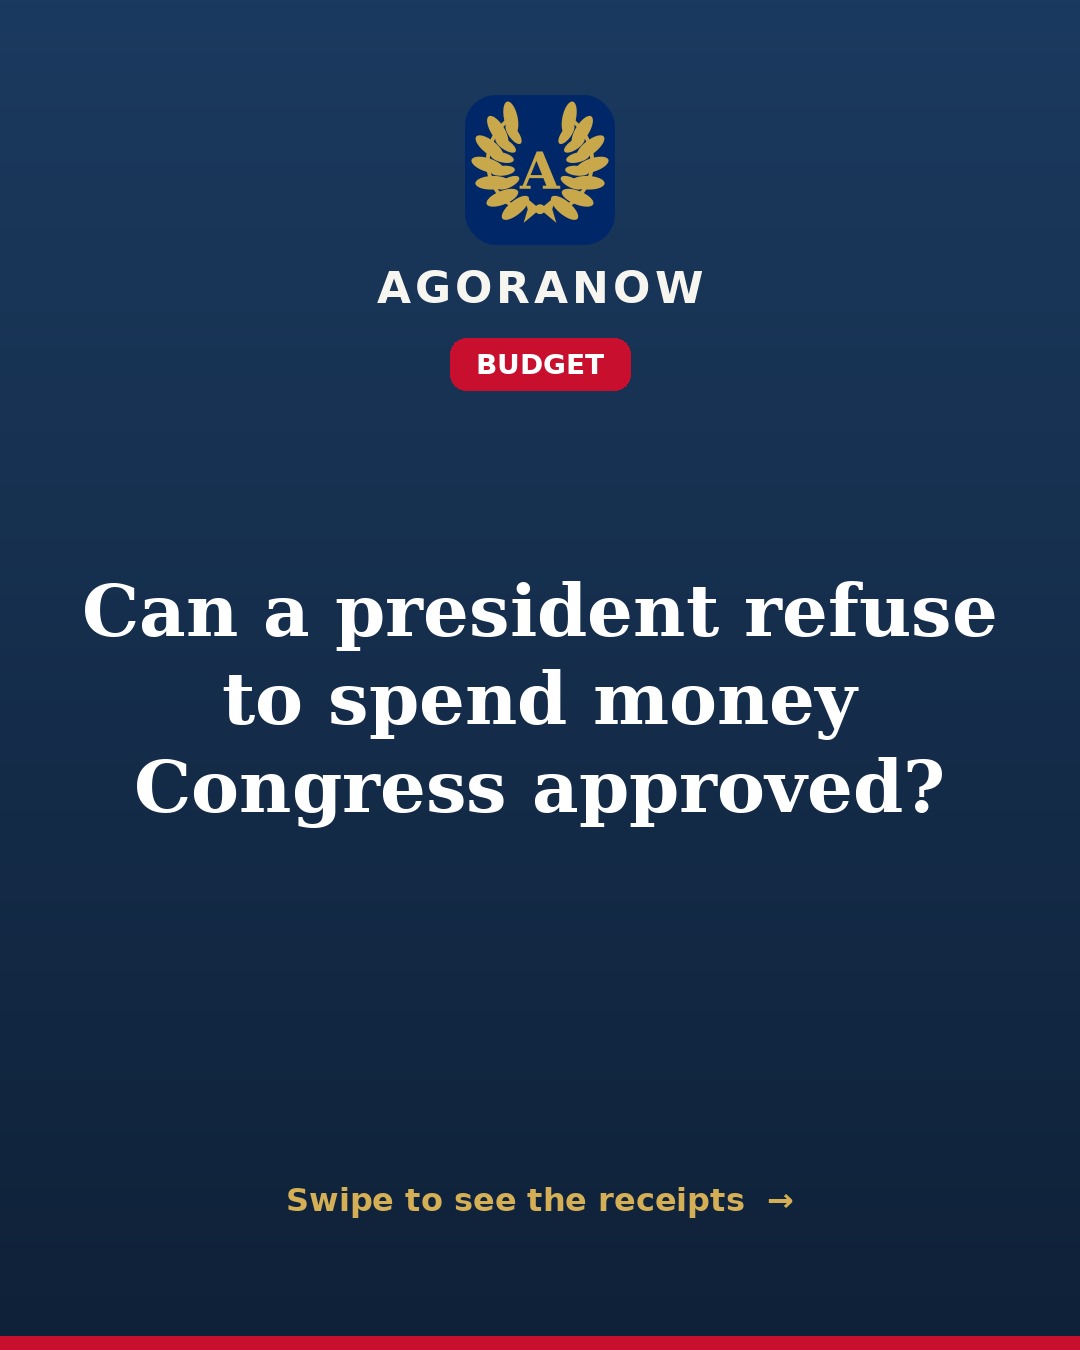 A
AGORANOW
BUDGET
Can a president refuse
to spend money
Congress approved?
Swipe to see the receipts →